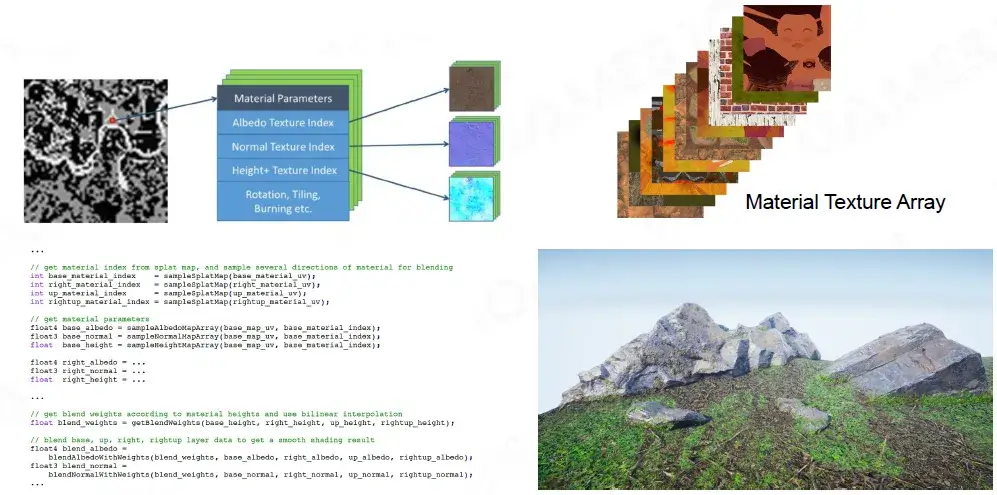 Material Parameters
Albedo Texture Index
Normal Texture Index
Height+ Texture Index
Rotation, Tiling,
Burning etc.
Material Texture Array
...
// get material index from splat map, and sample several directions of material for blending
int base_material_index    = sampleSplatMap(base_material_uv);
int right_material_index   = sampleSplatMap(right_material_uv);
int up_material_index      = sampleSplatMap(up_material_uv);
int rightup_material_index = sampleSplatMap(rightup_material_uv);
// get material parameters
float4 base_albedo = sampleAlbedoMapArray(base_map_uv, base_material_index);
float3 base_normal = sampleNormalMapArray(base_map_uv, base_material_index);
float  base_height = sampleHeightMapArray(base_map_uv, base_material_index);
float4 right_albedo = ...
float3 right_normal = ...
float  right_height = ...
...
// get blend weights according to material heights and use bilinear interpolation
float blend_weights = getBlendWeights(base_height, right_height, up_height, rightup_height);
// blend base, up, right, rightup layer data to get a smooth shading result
float4 blend_albedo =
blendAlbedoWithWeights(blend_weights, base_albedo, right_albedo, up_albedo, rightup_albedo);
float3 blend_normal =
blendNormalWithWeights(blend_weights, base_normal, right_normal, up_normal, rightup_normal);
...